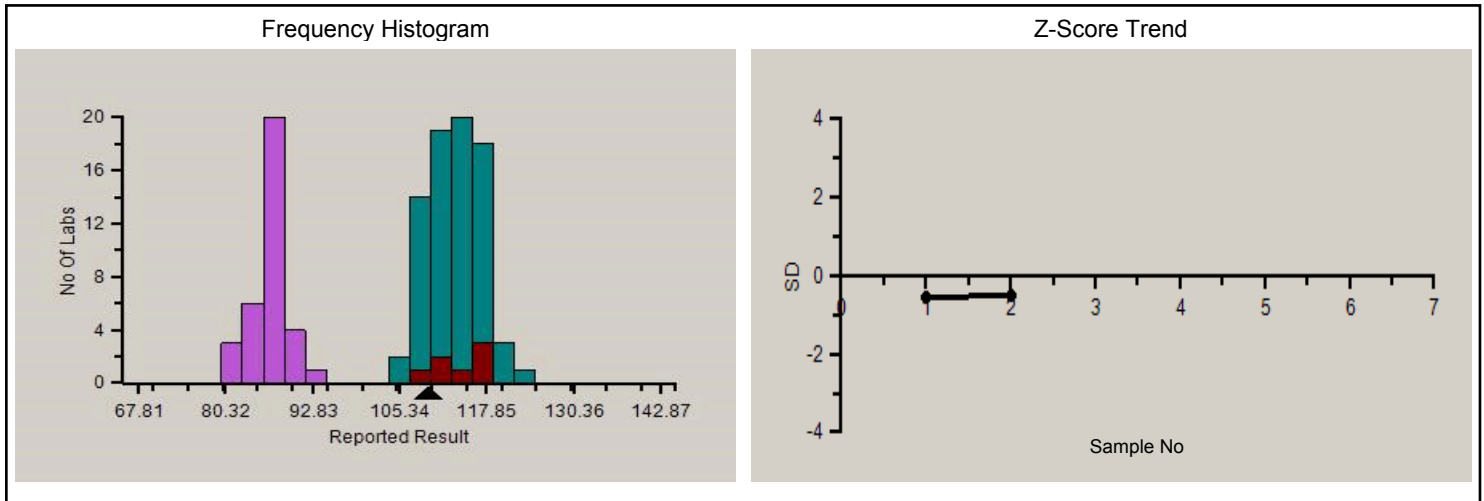 Frequency Histogram
20
16
12
8
4
0
No Of Labs
67.81 80.32 92.83 105.34 117.85 130.36 142.87
Reported Result
Z-Score Trend
4
2
0
-2
-4
SD
0 1 2 3 4 5 6 7
Sample No